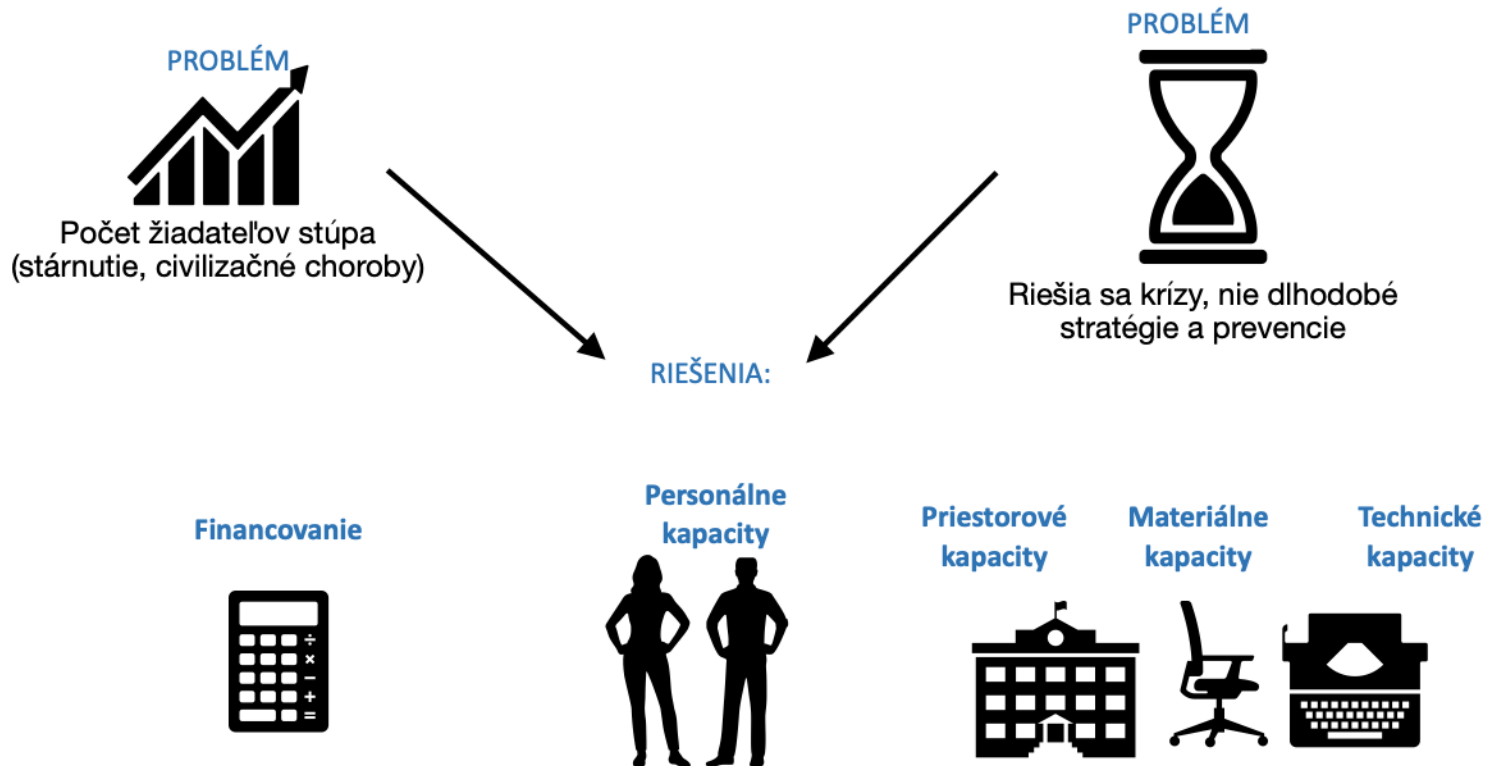 PROBLÉM
Počet žiadateľov stúpa
(stárnutie, civilizačné choroby)
PROBLÉM
Riešia sa krízy, nie dlhodobé
stratégie a prevencie
RIEŠENIA:
Financovanie
Personálne
kapacity
Priestorové
kapacity
Materiálne
kapacity
Technické
kapacity
÷
×
−
+
=